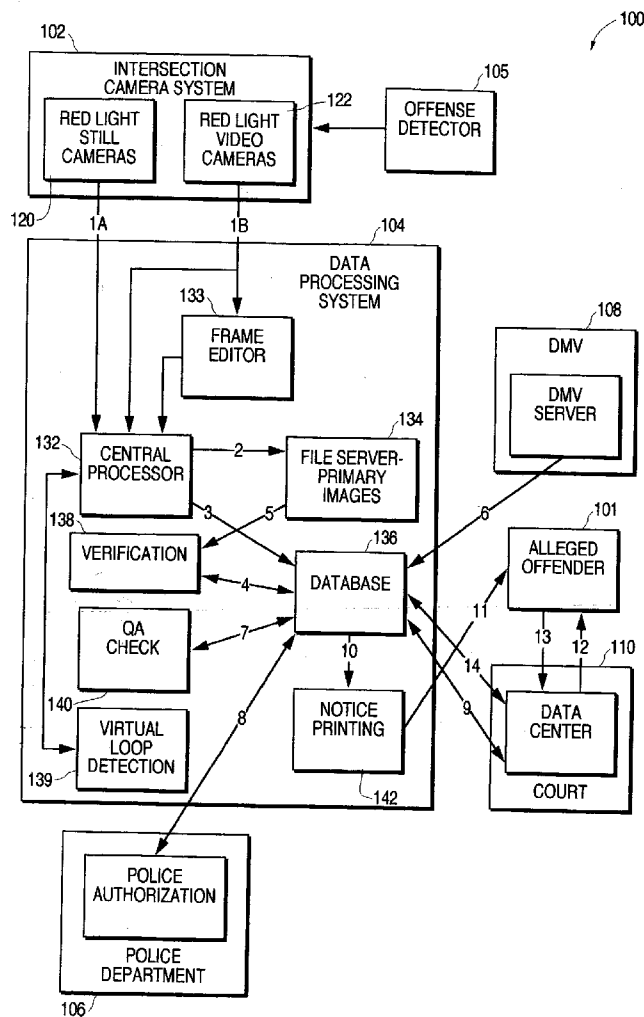 100
102
INTERSECTION
CAMERA SYSTEM
RED LIGHT
STILL
CAMERAS
120
122
RED LIGHT
VIDEO
CAMERAS
105
OFFENSE
DETECTOR
1A
1B
104
DATA
PROCESSING
SYSTEM
133
FRAME
EDITOR
108
DMV
DMV
SERVER
132
CENTRAL
PROCESSOR
2
134
FILE SERVER-
PRIMARY
IMAGES
3
5
6
138
VERIFICATION
4
136
DATABASE
101
ALLEGED
OFFENDER
QA
CHECK
140
7
10
11
13
12
14
9
8
110
DATA
CENTER
COURT
VIRTUAL
LOOP
DETECTION
139
NOTICE
PRINTING
142
POLICE
AUTHORIZATION
POLICE
DEPARTMENT
106